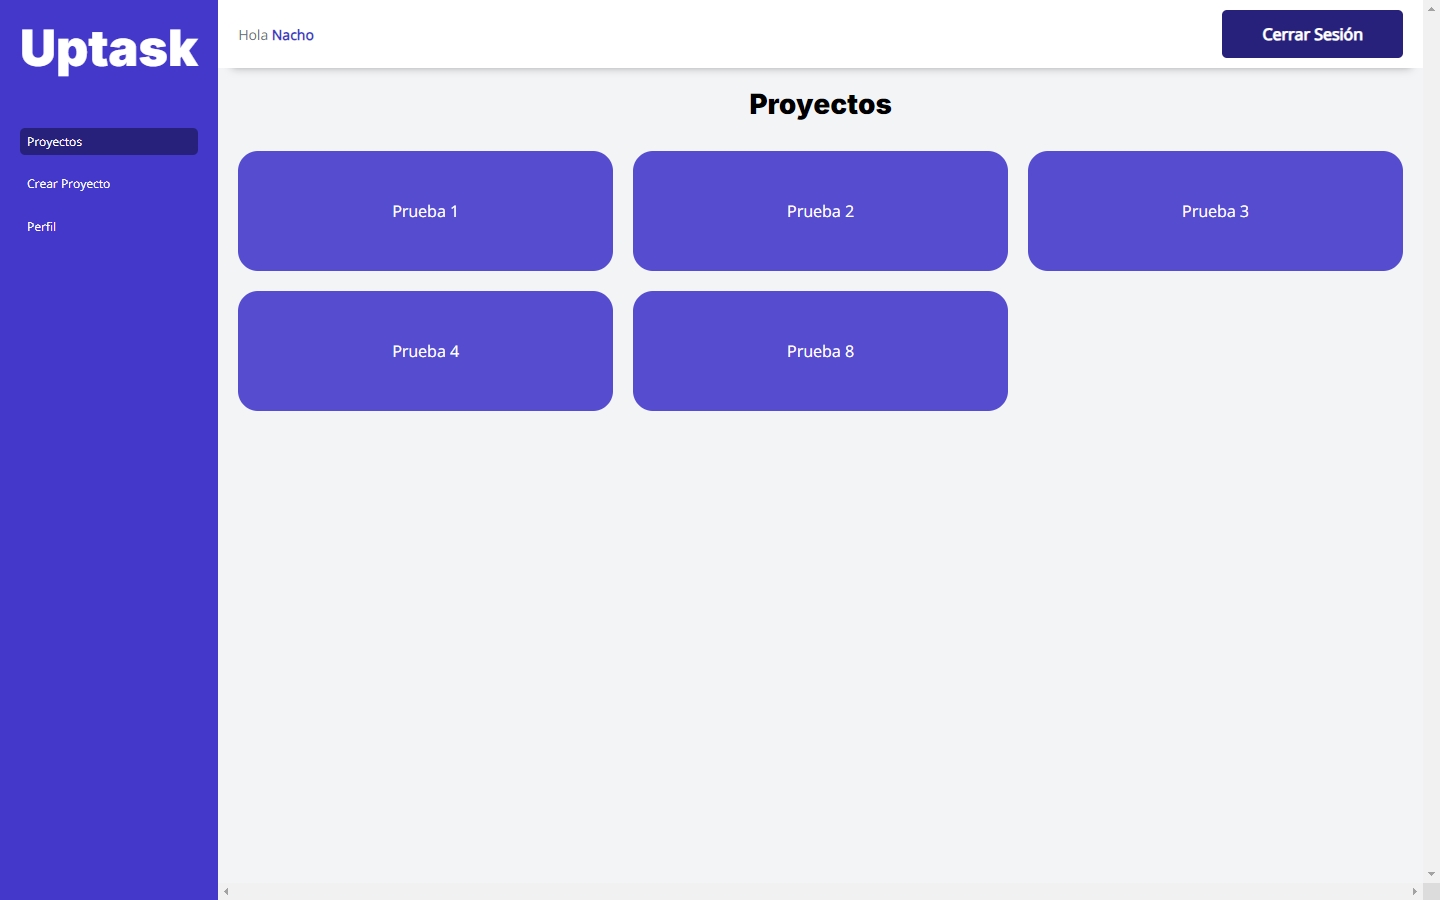 Uptask
Proyectos
Crear Proyecto
Perfil
Hola Nacho
Cerrar Sesión
Proyectos
Prueba 1
Prueba 2
Prueba 3
Prueba 4
Prueba 8